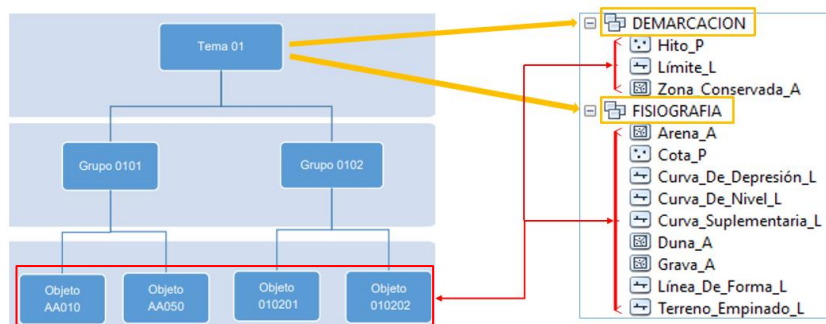 Tema 01
Grupo 0101
Grupo 0102
Objeto
AA010
Objeto
AA050
Objeto
010201
Objeto
010202
DEMARCACION
Hito_P
Límite_L
Zona_Conservada_A
FISIOGRAFIA
Arena_A
Cota_P
Curva_De_Depresión_L
Curva_De_Nivel_L
Curva_Suplementaria_L
Duna_A
Grava_A
Línea_De_Forma_L
Terreno_Empinado_L